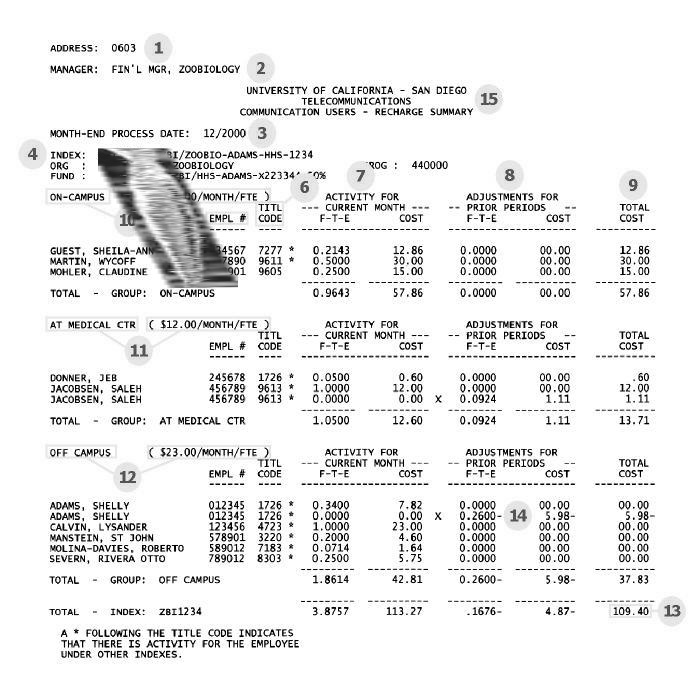 ADDRESS: 0603 1
MANAGER: FIN'L MGR, ZOOBIOLOGY 2
UNIVERSITY OF CALIFORNIA - SAN DIEGO
TELECOMMUNICATIONS 15
COMMUNICATION USERS - RECHARGE SUMMARY
MONTH-END PROCESS DATE: 12/2000 3
4 INDEX: BI/ZOOBIO-ADAMS-HHS-1234
ORG : ZOOBIOLOGY PROG : 440000
FUND : ZBI/HHS-ADAMS-X22334
6 7 8 9
ON-CAMPUS /MONTH/FTE ) ACTIVITY FOR ADJUSTMENTS FOR
10 TITL --- CURRENT MONTH --- -- PRIOR PERIODS -- TOTAL
EMPL # CODE F-T-E COST F-T-E COST COST
GUEST, SHEILA-ANN 34567 7277 * 0.2143 12.86 0.0000 00.00 12.86
MARTIN, WYCOFF 7890 9611 * 0.5000 30.00 0.0000 00.00 30.00
MOHLER, CLAUDINE 901 9605 0.2500 15.00 0.0000 00.00 15.00
TOTAL - GROUP: ON-CAMPUS 0.9643 57.86 0.0000 00.00 57.86
AT MEDICAL CTR ( $12.00/MONTH/FTE ) ACTIVITY FOR ADJUSTMENTS FOR
11 TITL --- CURRENT MONTH --- -- PRIOR PERIODS -- TOTAL
EMPL # CODE F-T-E COST F-T-E COST COST
DONNER, JEB 245678 1726 * 0.0500 0.60 0.0000 00.00 .60
JACOBSEN, SALEH 456789 9613 * 1.0000 12.00 0.0000 00.00 12.00
JACOBSEN, SALEH 456789 9613 * 0.0000 0.00 X 0.0924 1.11 1.11
TOTAL - GROUP: AT MEDICAL CTR 1.0500 12.60 0.0924 1.11 13.71
OFF CAMPUS ( $23.00/MONTH/FTE ) ACTIVITY FOR ADJUSTMENTS FOR
12 TITL --- CURRENT MONTH --- -- PRIOR PERIODS -- TOTAL
EMPL # CODE F-T-E COST F-T-E COST COST
ADAMS, SHELLY 012345 1726 * 0.3400 7.82 0.0000 00.00 00.00
ADAMS, SHELLY 012345 1726 * 0.0000 0.00 X 0.2600- 14 5.98- 5.98-
CALVIN, LYSANDER 123456 4723 * 1.0000 23.00 0.0000 00.00 00.00
MANSTEIN, ST JOHN 578901 3220 * 0.2000 4.60 0.0000 00.00 00.00
MOLINA-DAVIES, ROBERTO 589012 7183 * 0.0714 1.64 0.0000 00.00 00.00
SEVERN, RIVERA OTTO 789012 8303 * 0.2500 5.75 0.0000 00.00 00.00
TOTAL - GROUP: OFF CAMPUS 1.8614 42.81 0.2600- 5.98- 37.83
TOTAL - INDEX: ZBI1234 3.8757 113.27 .1676- 4.87- 109.40 13
A * FOLLOWING THE TITLE CODE INDICATES
THAT THERE IS ACTIVITY FOR THE EMPLOYEE
UNDER OTHER INDEXES.